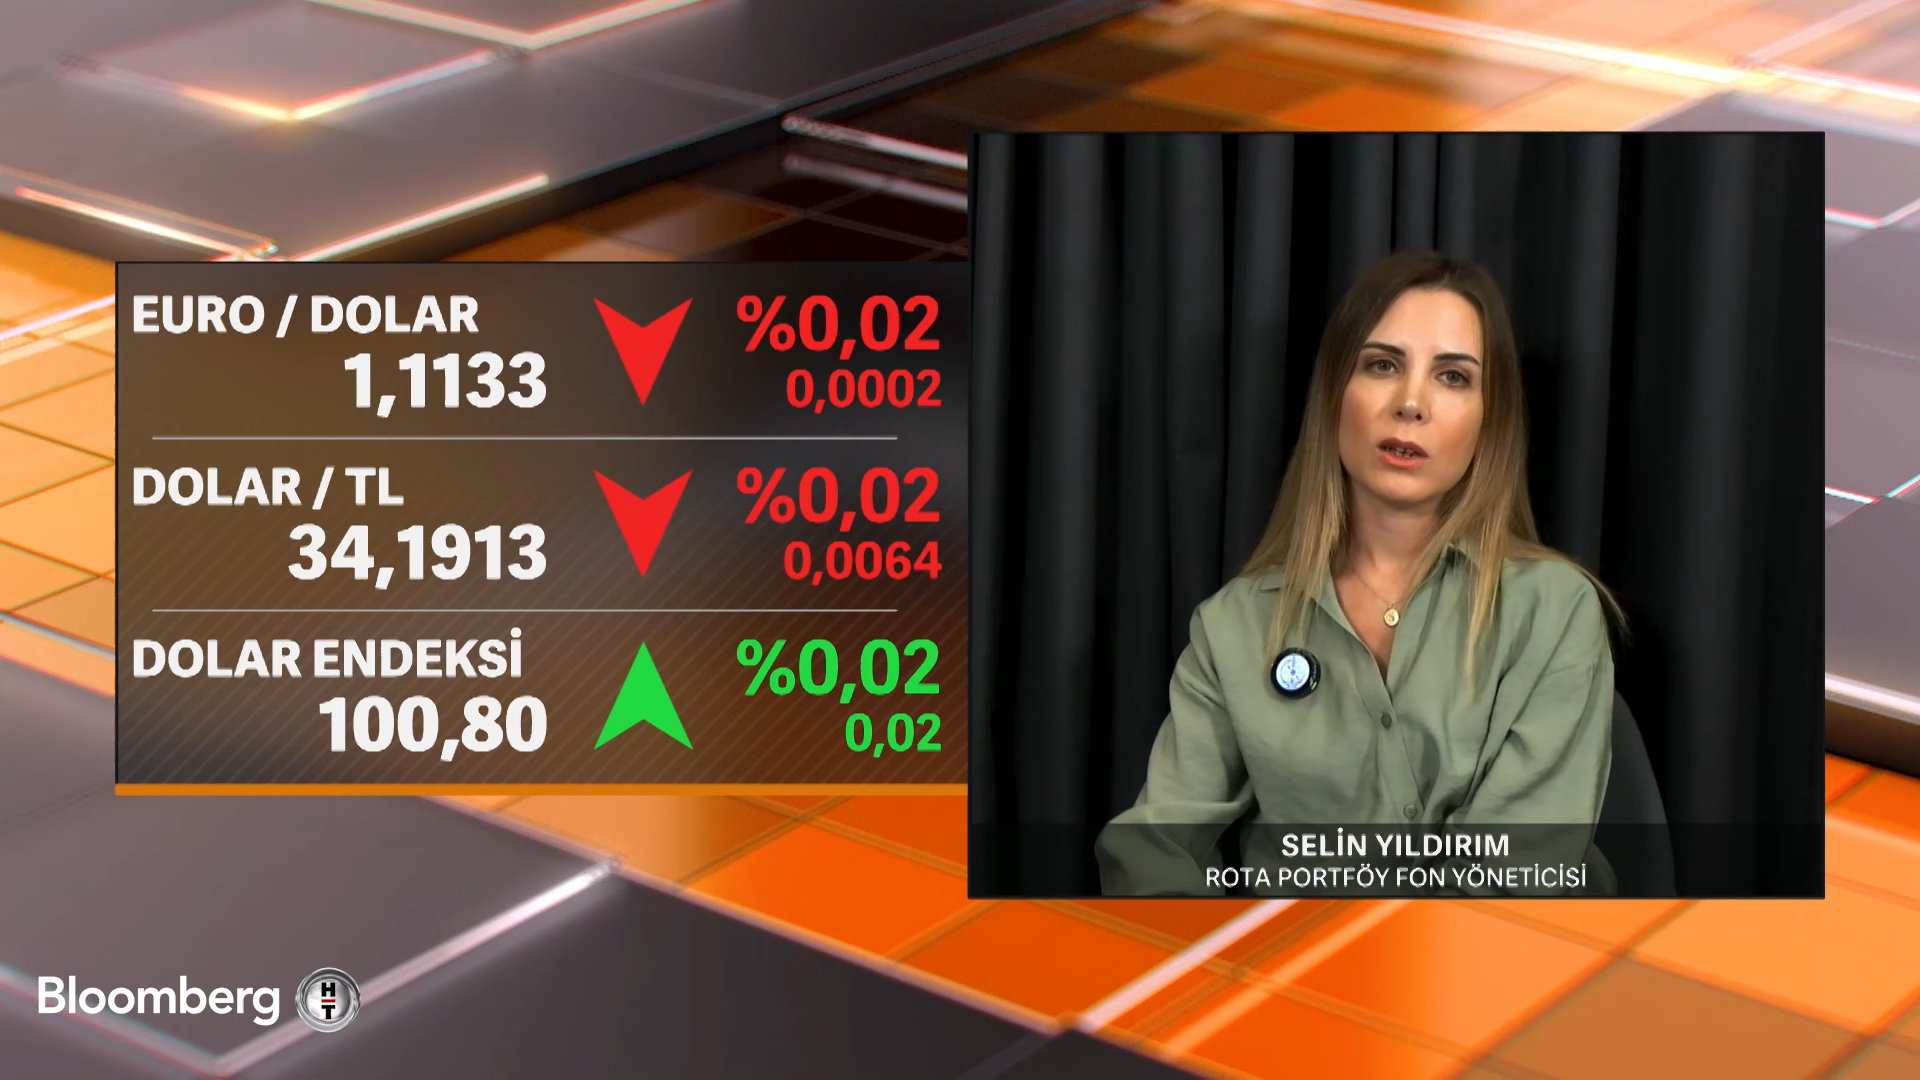 EURO / DOLAR
1,1133
%0,02
0,0002
DOLAR / TL
34,1913
%0,02
0,0064
DOLAR ENDEKSİ
100,80
%0,02
0,02
SELİN YILDIRIM
ROTA PORTFÖY FON YÖNETİCİSİ
Bloomberg HT